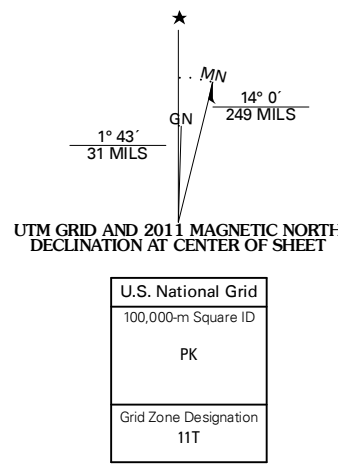 MN
GN
14° 0´
249 MILS
1° 43´
31 MILS
UTM GRID AND 2011 MAGNETIC NORTH
DECLINATION AT CENTER OF SHEET
U.S. National Grid
100,000-m Square ID
PK
Grid Zone Designation
11T